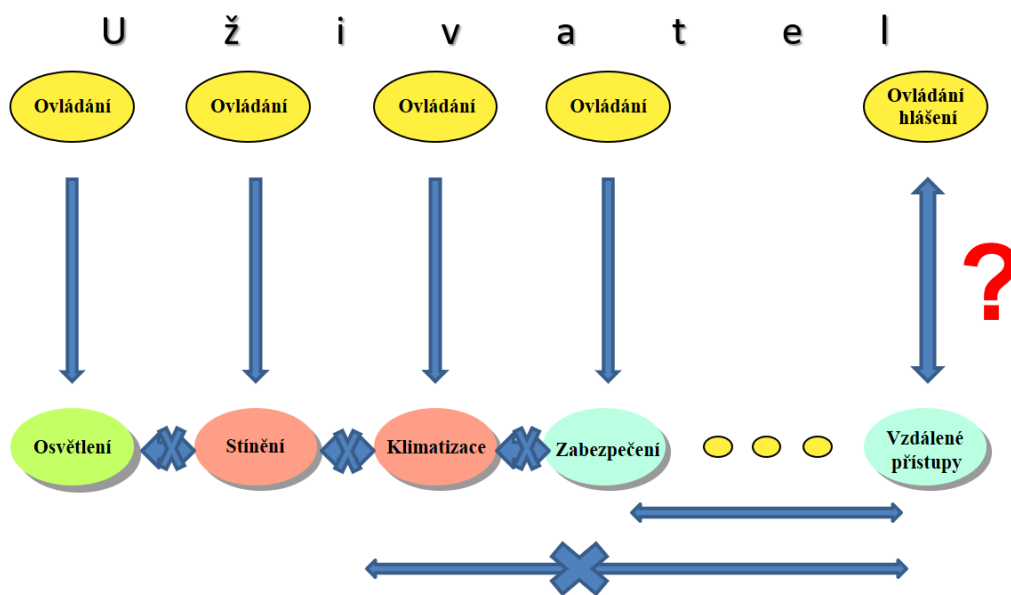 U ž i v a t e l
Ovládání
Ovládání
Ovládání
Ovládání
Ovládání
hlášení
?
Osvětlení
Stínění
Klimatizace
Zabezpečení
Vzdálené
přístupy